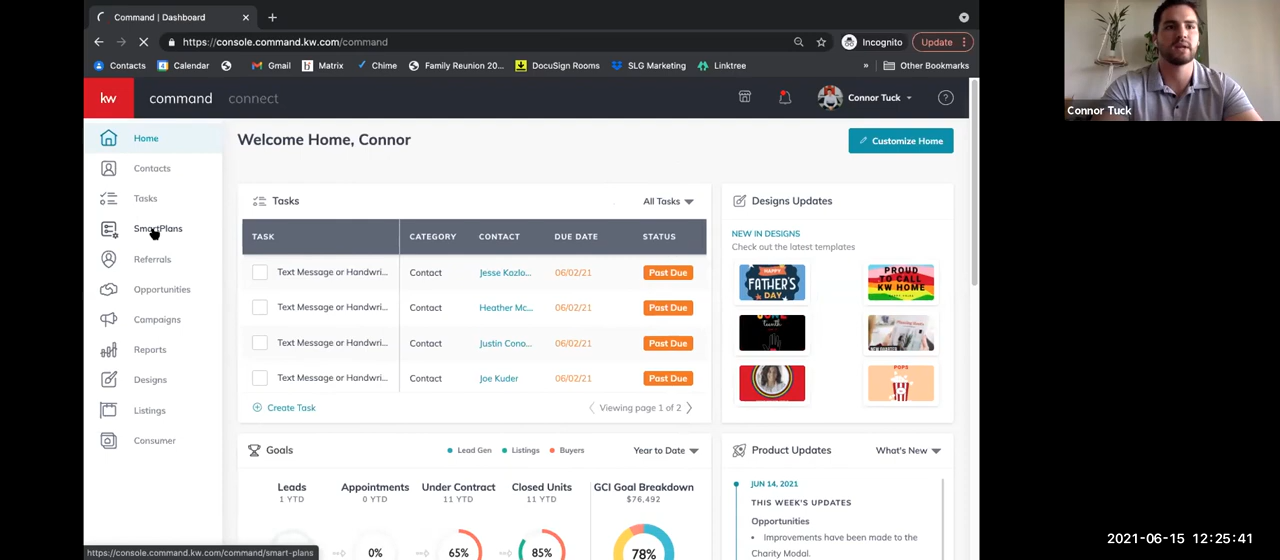 Command | Dashboard
https://console.command.kw.com/command
Incognito
Update
Contacts
Calendar
Gmail
Matrix
Chime
Family Reunion 20...
DocuSign Rooms
SLG Marketing
Linktree
»
Other Bookmarks
kw
command
connect
Connor Tuck
Connor Tuck
Home
Contacts
Tasks
SmartPlans
Referrals
Opportunities
Campaigns
Reports
Designs
Listings
Consumer
Welcome Home, Connor
Customize Home
Tasks
All Tasks
TASK CATEGORY CONTACT DUE DATE STATUS
Text Message or Handwri... Contact Jesse Kozlo... 06/02/21 Past Due
Text Message or Handwri... Contact Heather Mc... 06/02/21 Past Due
Text Message or Handwri... Contact Justin Cono... 06/02/21 Past Due
Text Message or Handwri... Contact Joe Kuder 06/02/21 Past Due
Create Task
Viewing page 1 of 2
Designs Updates
NEW IN DESIGNS
Check out the latest templates
HAPPY
FATHER'S
DAY
PROUD
TO CALL
KW HOME
POPS
Goals
Lead Gen
Listings
Buyers
Year to Date
Leads
1 YTD
Appointments
0 YTD
0%
Under Contract
11 YTD
65%
Closed Units
11 YTD
85%
GCI Goal Breakdown
$76,492
78%
Product Updates
What's New
JUN 14, 2021
THIS WEEK'S UPDATES
Opportunities
• Improvements have been made to the
Charity Modal.
https://console.command.kw.com/command/smart-plans
2021-06-15 12:25:41